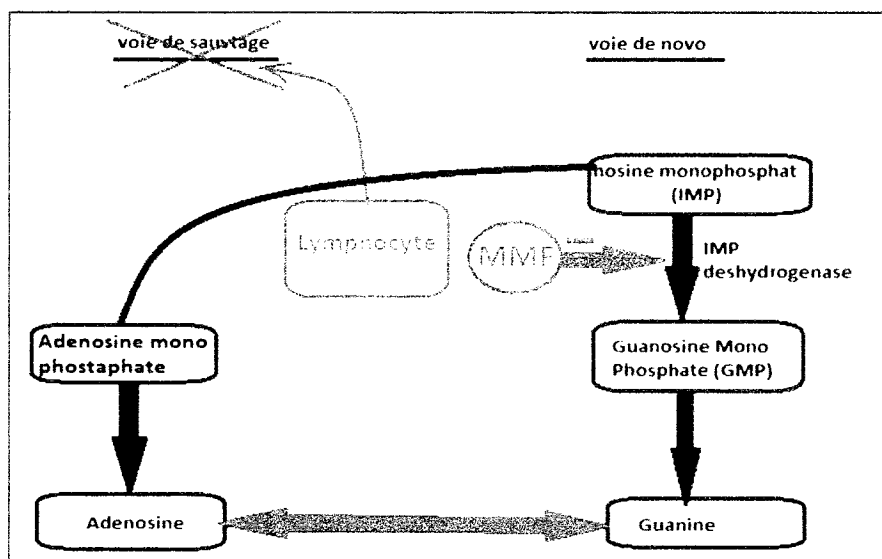 voie de sauvtage
voie de novo
nosine monophosphat
(IMP)
Lympnocyte
MMF
IMP
deshydrogenase
Adenosine mono
phostaphate
Guanosine Mono
Phosphate (GMP)
Adenosine
Guanine